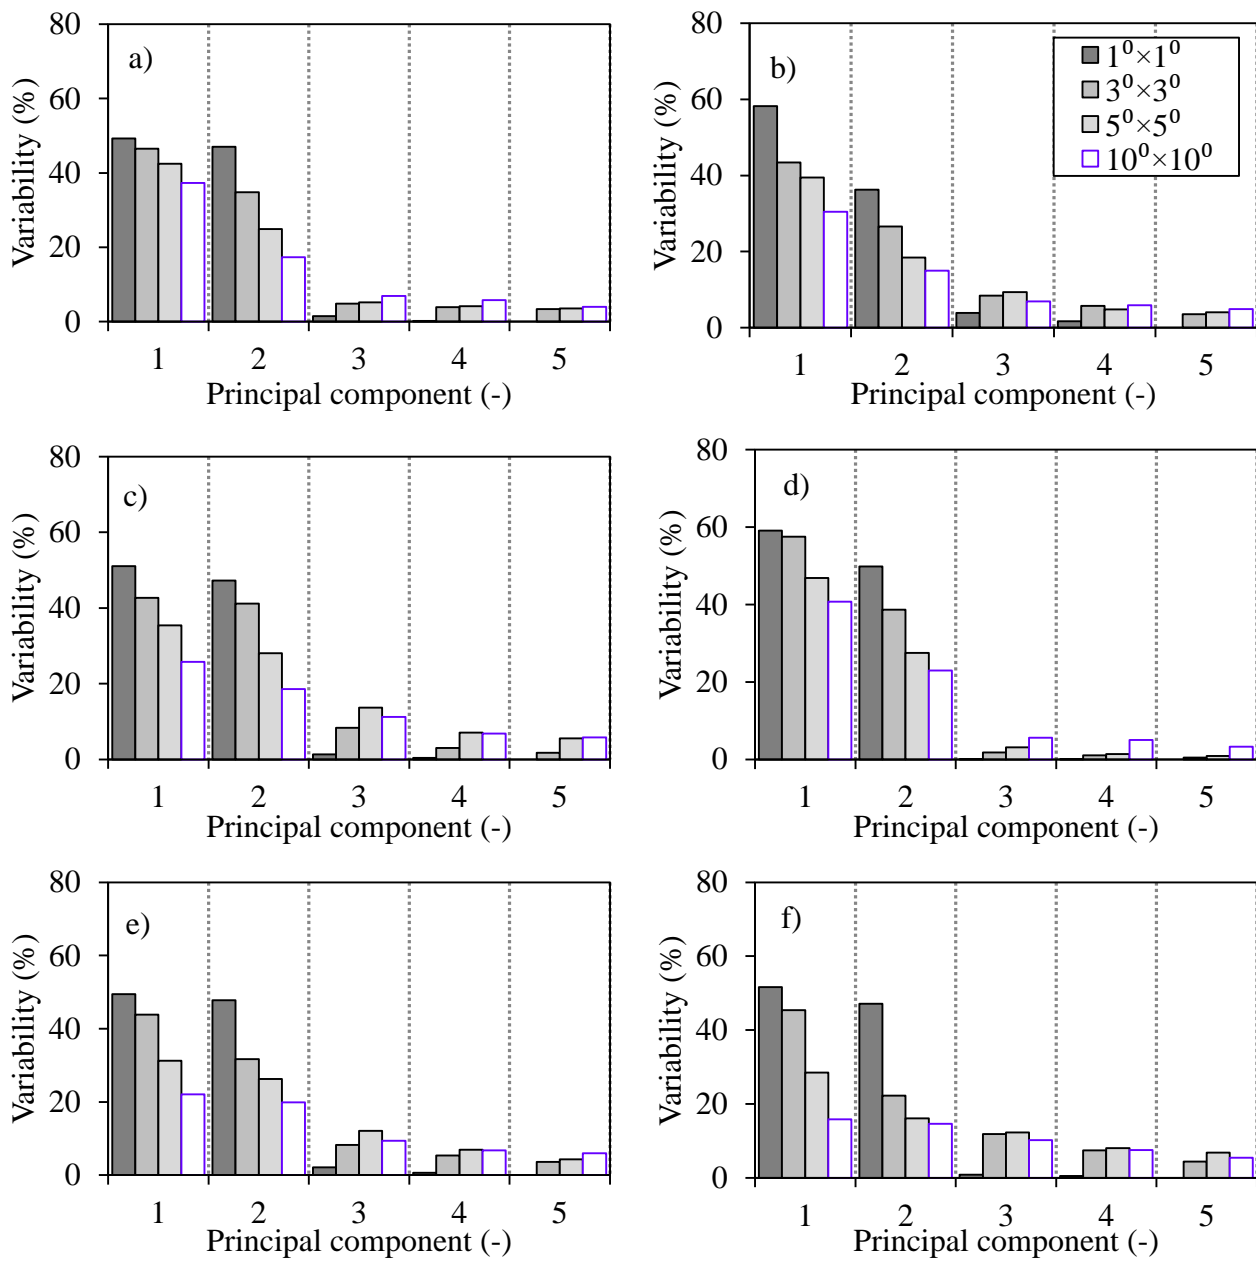 a)
Variability (%)
80
60
40
20
0
1 2 3 4 5
Principal component (-)
b)
Variability (%)
80
60
40
20
0
1⁰×1⁰
3⁰×3⁰
5⁰×5⁰
10⁰×10⁰
1 2 3 4 5
Principal component (-)
c)
Variability (%)
80
60
40
20
0
1 2 3 4 5
Principal component (-)
d)
Variability (%)
80
60
40
20
0
1 2 3 4 5
Principal component (-)
e)
Variability (%)
80
60
40
20
0
1 2 3 4 5
Principal component (-)
f)
Variability (%)
80
60
40
20
0
1 2 3 4 5
Principal component (-)